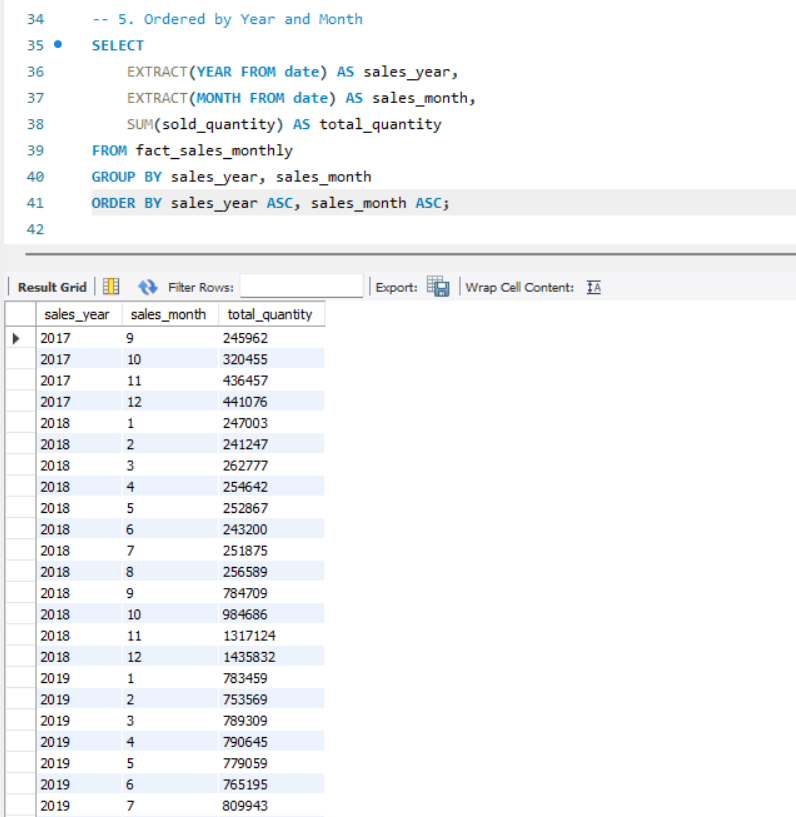 34 -- 5. Ordered by Year and Month
35 SELECT
36 EXTRACT(YEAR FROM date) AS sales_year,
37 EXTRACT(MONTH FROM date) AS sales_month,
38 SUM(sold_quantity) AS total_quantity
39 FROM fact_sales_monthly
40 GROUP BY sales_year, sales_month
41 ORDER BY sales_year ASC, sales_month ASC;
42
Result Grid Filter Rows: Export: Wrap Cell Content: IA
sales_year sales_month total_quantity
2017 9 245962
2017 10 320455
2017 11 436457
2017 12 441076
2018 1 247003
2018 2 241247
2018 3 262777
2018 4 254642
2018 5 252867
2018 6 243200
2018 7 251875
2018 8 256589
2018 9 784709
2018 10 984686
2018 11 1317124
2018 12 1435832
2019 1 783459
2019 2 753569
2019 3 789309
2019 4 790645
2019 5 779059
2019 6 765195
2019 7 809943